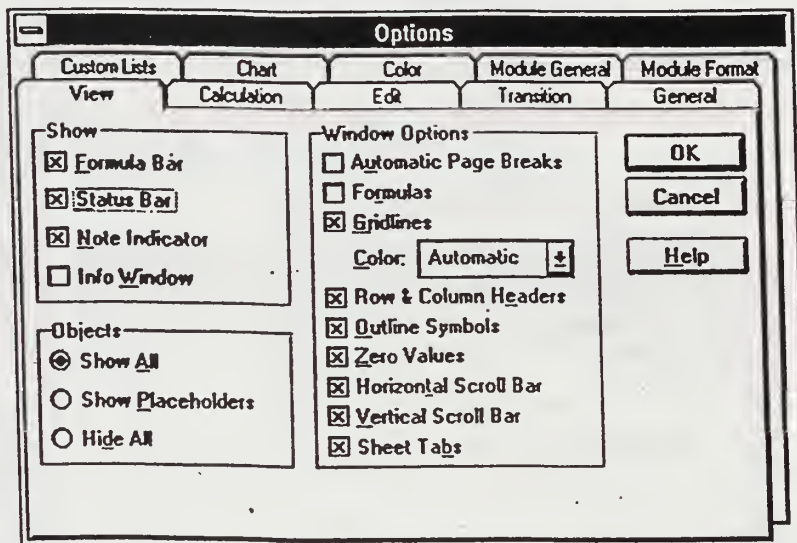 Options
Custom Lists Chart Color Module General Module Format
View Calculation Edit Transition General
Show
Formula Bar
Status Bar
Note Indicator
Info Window
Objects
Show All
Show Placeholders
Hide All
Window Options
Automatic Page Breaks
Formulas
Gridlines
Color: Automatic
Row & Column Headers
Outline Symbols
Zero Values
Horizontal Scroll Bar
Vertical Scroll Bar
Sheet Tabs
OK
Cancel
Help